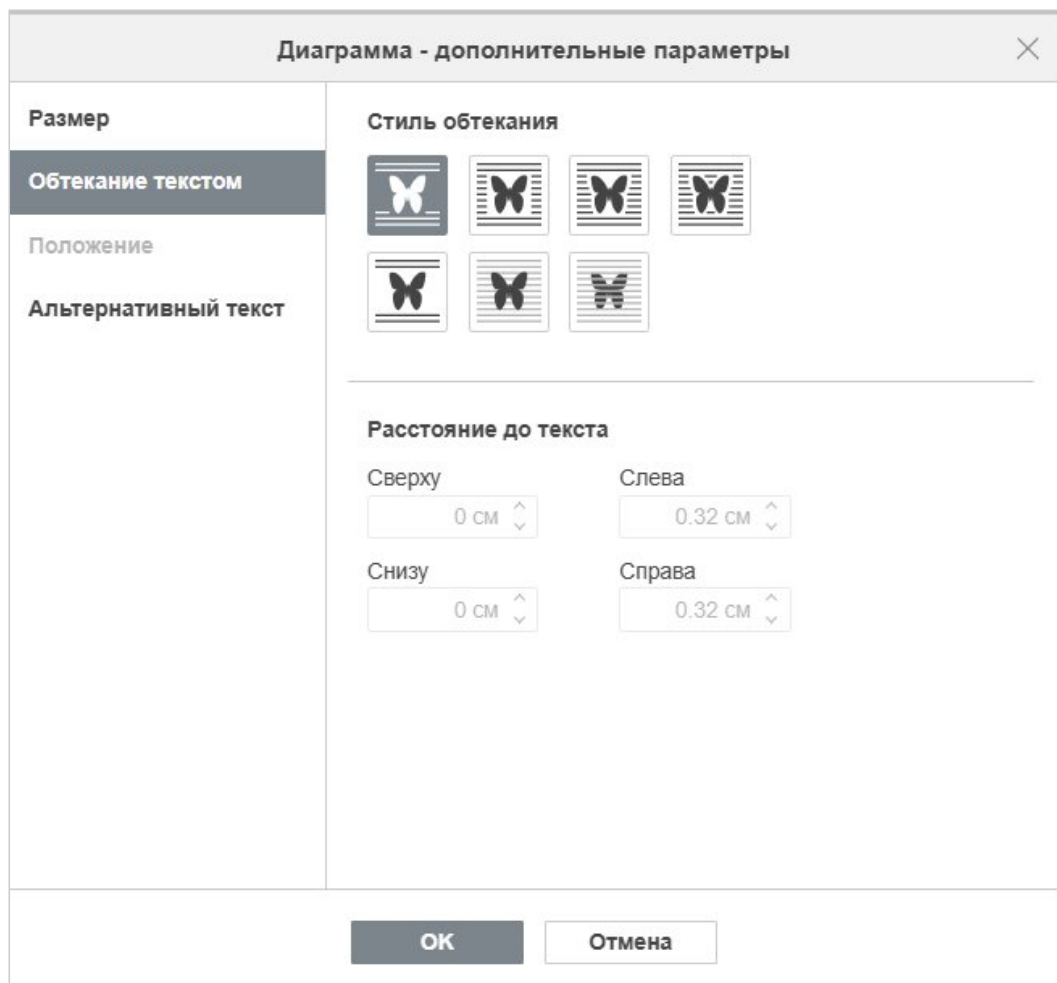 Диаграмма - дополнительные параметры
Размер
Обтекание текстом
Положение
Альтернативный текст
Стиль обтекания
Расстояние до текста
Сверху Слева
0 см 0.32 см
Снизу Справа
0 см 0.32 см
OK Отмена